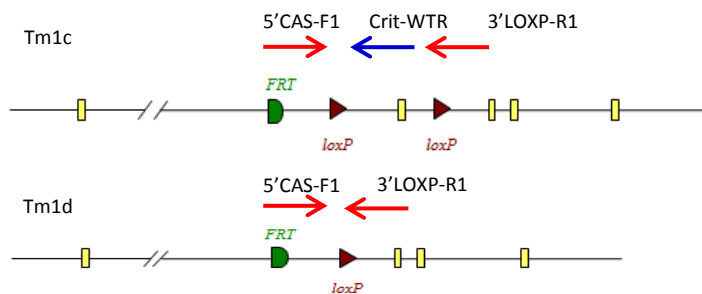 5'CAS-F1 Crit-WTR 3'LOXP-R1
Tm1c
FRT
loxP loxP
5'CAS-F1 3'LOXP-R1
Tm1d
FRT
loxP